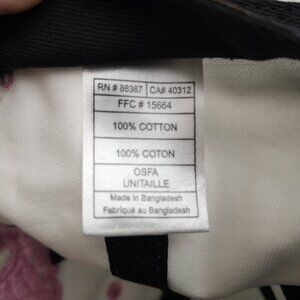 RN # 88387 CA# 40312
FFC # 15664
100% COTTON
100% COTON
OSFA
UNITAILLE
Made in Bangladesh
Fabriqué au Bangladesh